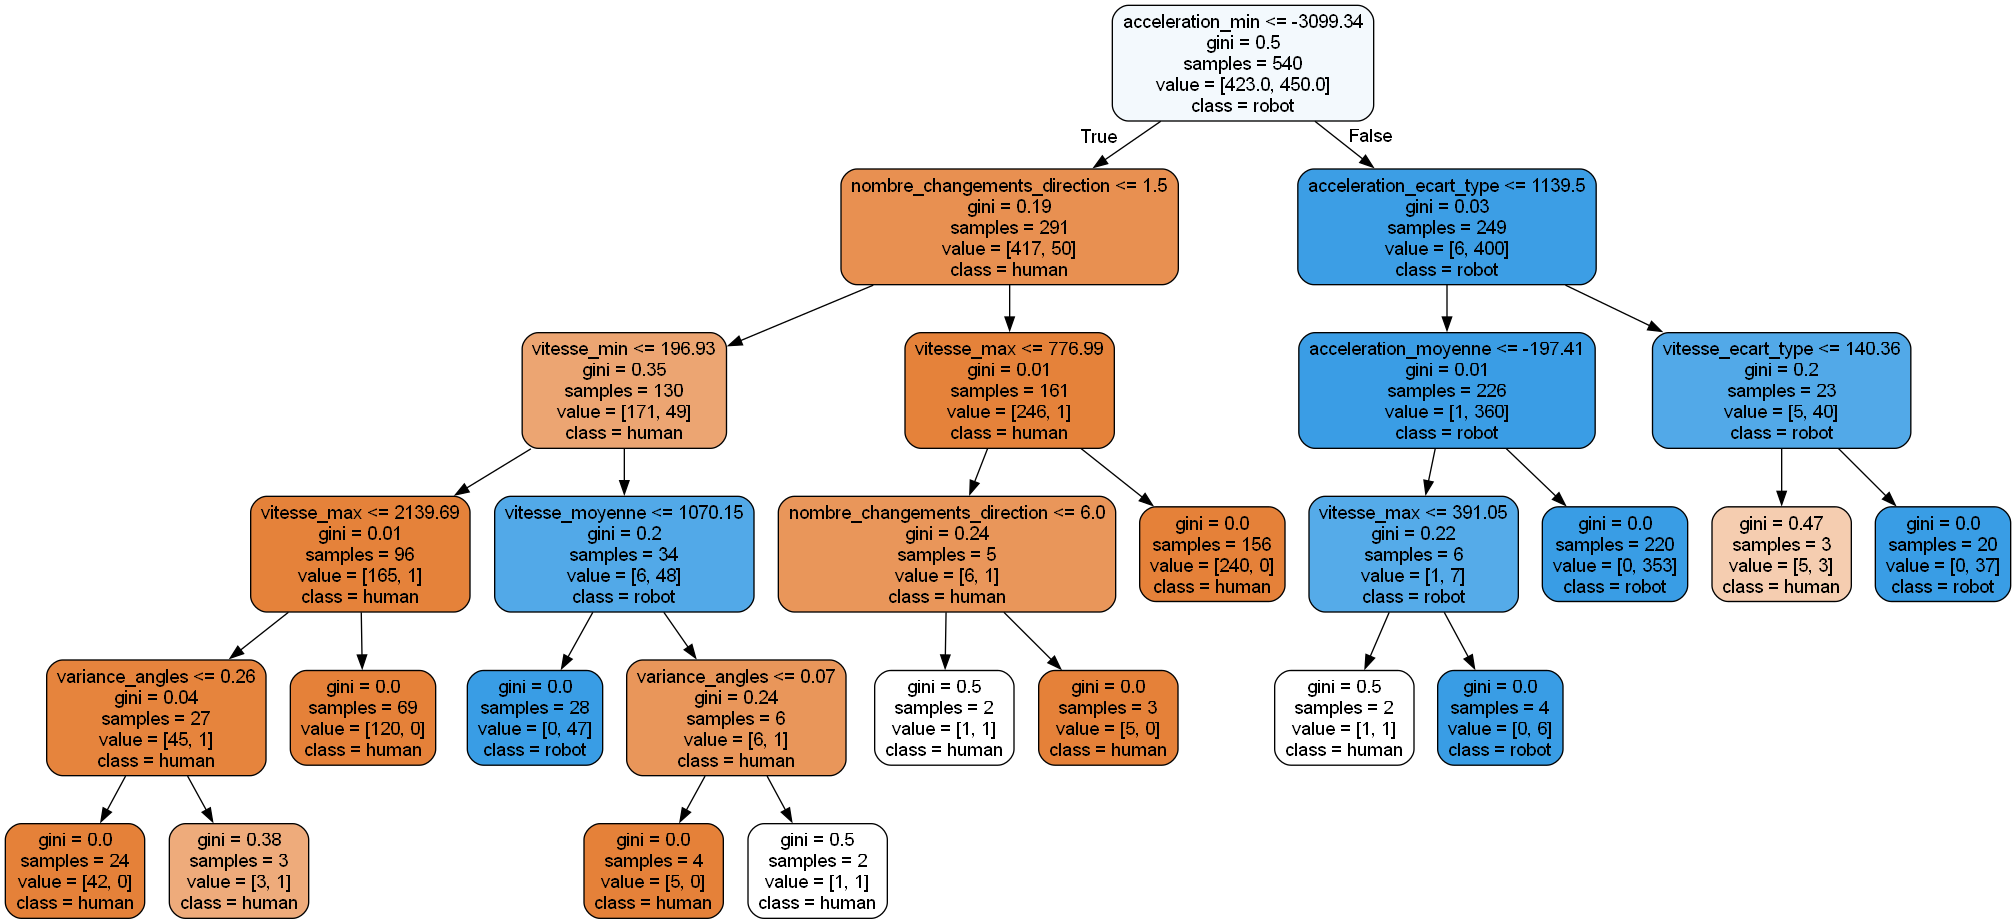 acceleration_min <= -3099.34
gini = 0.5
samples = 540
value = [423.0, 450.0]
class = robot
True
False
nombre_changements_direction <= 1.5
gini = 0.19
samples = 291
value = [417, 50]
class = human
acceleration_ecart_type <= 1139.5
gini = 0.03
samples = 249
value = [6, 400]
class = robot
vitesse_min <= 196.93
gini = 0.35
samples = 130
value = [171, 49]
class = human
vitesse_max <= 776.99
gini = 0.01
samples = 161
value = [246, 1]
class = human
acceleration_moyenne <= -197.41
gini = 0.01
samples = 226
value = [1, 360]
class = robot
vitesse_ecart_type <= 140.36
gini = 0.2
samples = 23
value = [5, 40]
class = robot
vitesse_max <= 2139.69
gini = 0.01
samples = 96
value = [165, 1]
class = human
vitesse_moyenne <= 1070.15
gini = 0.2
samples = 34
value = [6, 48]
class = robot
nombre_changements_direction <= 6.0
gini = 0.24
samples = 5
value = [6, 1]
class = human
gini = 0.0
samples = 156
value = [240, 0]
class = human
vitesse_max <= 391.05
gini = 0.22
samples = 6
value = [1, 7]
class = robot
gini = 0.0
samples = 220
value = [0, 353]
class = robot
gini = 0.47
samples = 3
value = [5, 3]
class = human
gini = 0.0
samples = 20
value = [0, 37]
class = robot
variance_angles <= 0.26
gini = 0.04
samples = 27
value = [45, 1]
class = human
gini = 0.0
samples = 69
value = [120, 0]
class = human
gini = 0.0
samples = 28
value = [0, 47]
class = robot
variance_angles <= 0.07
gini = 0.24
samples = 6
value = [6, 1]
class = human
gini = 0.5
samples = 2
value = [1, 1]
class = human
gini = 0.0
samples = 3
value = [5, 0]
class = human
gini = 0.5
samples = 2
value = [1, 1]
class = human
gini = 0.0
samples = 4
value = [0, 6]
class = robot
gini = 0.0
samples = 24
value = [42, 0]
class = human
gini = 0.38
samples = 3
value = [3, 1]
class = human
gini = 0.0
samples = 4
value = [5, 0]
class = human
gini = 0.5
samples = 2
value = [1, 1]
class = human